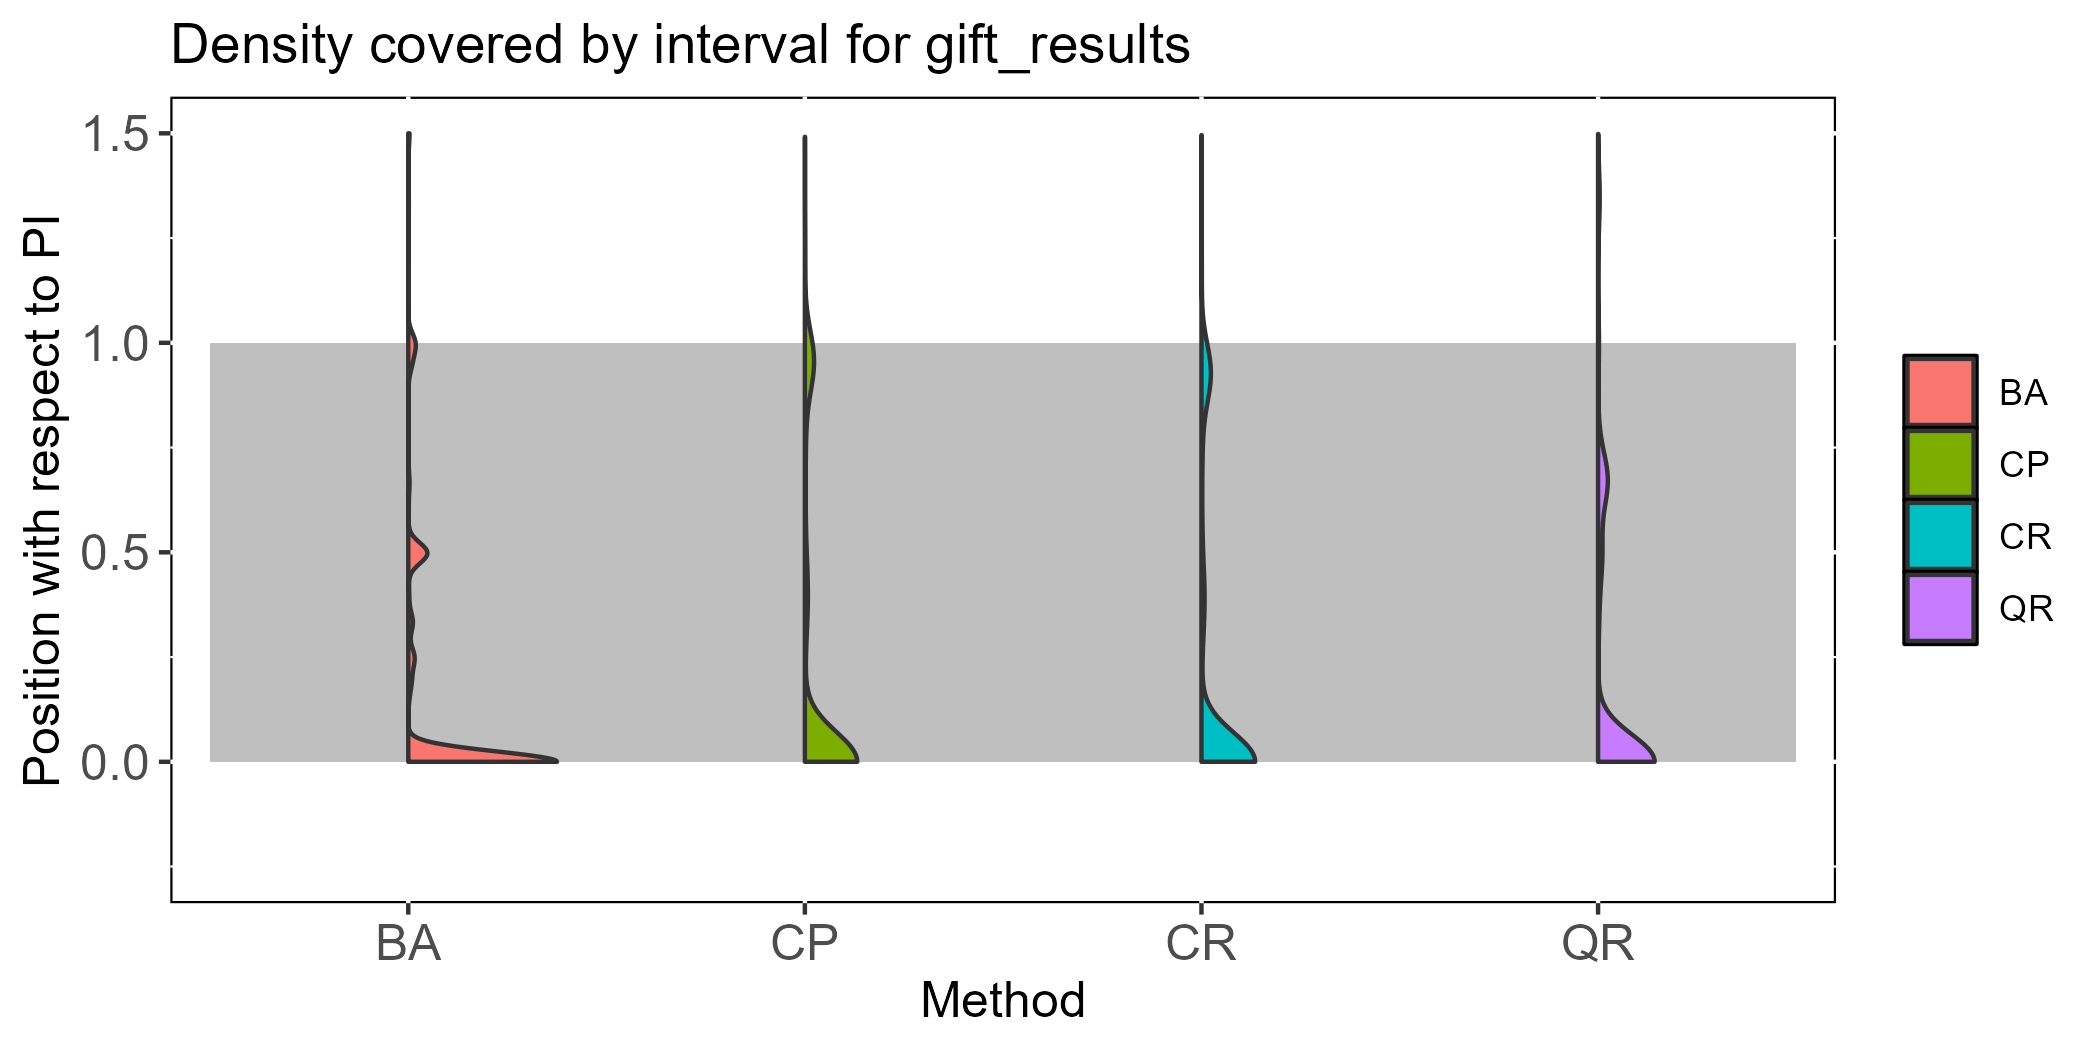 Density covered by interval for gift_results
Position with respect to PI
1.5
1.0
0.5
0.0
BA
CP
CR
QR
Method
BA
CP
CR
QR